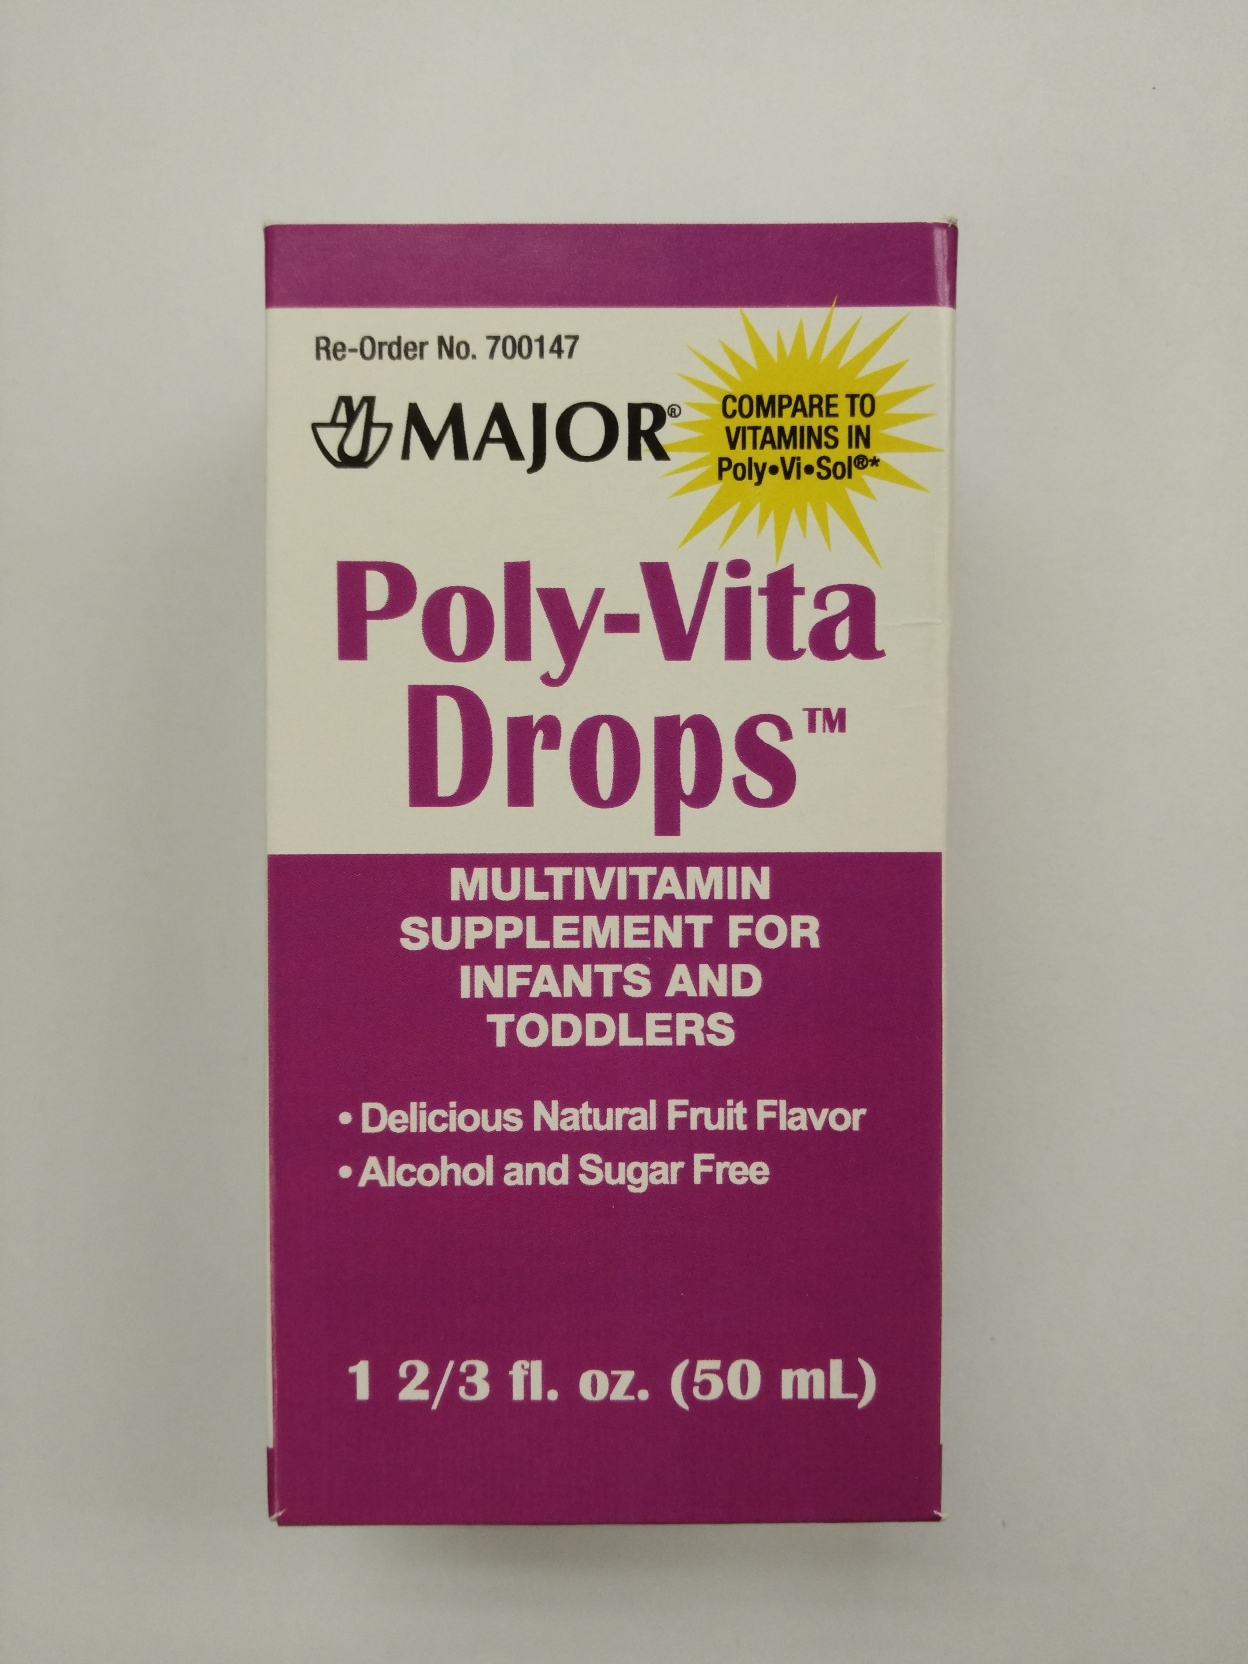 Re-Order No. 700147
MAJOR®
COMPARE TO
VITAMINS IN
Poly•Vi•Sol®*
Poly-Vita
Drops™
MULTIVITAMIN
SUPPLEMENT FOR
INFANTS AND
TODDLERS
• Delicious Natural Fruit Flavor
• Alcohol and Sugar Free
1 2/3 fl. oz. (50 mL)